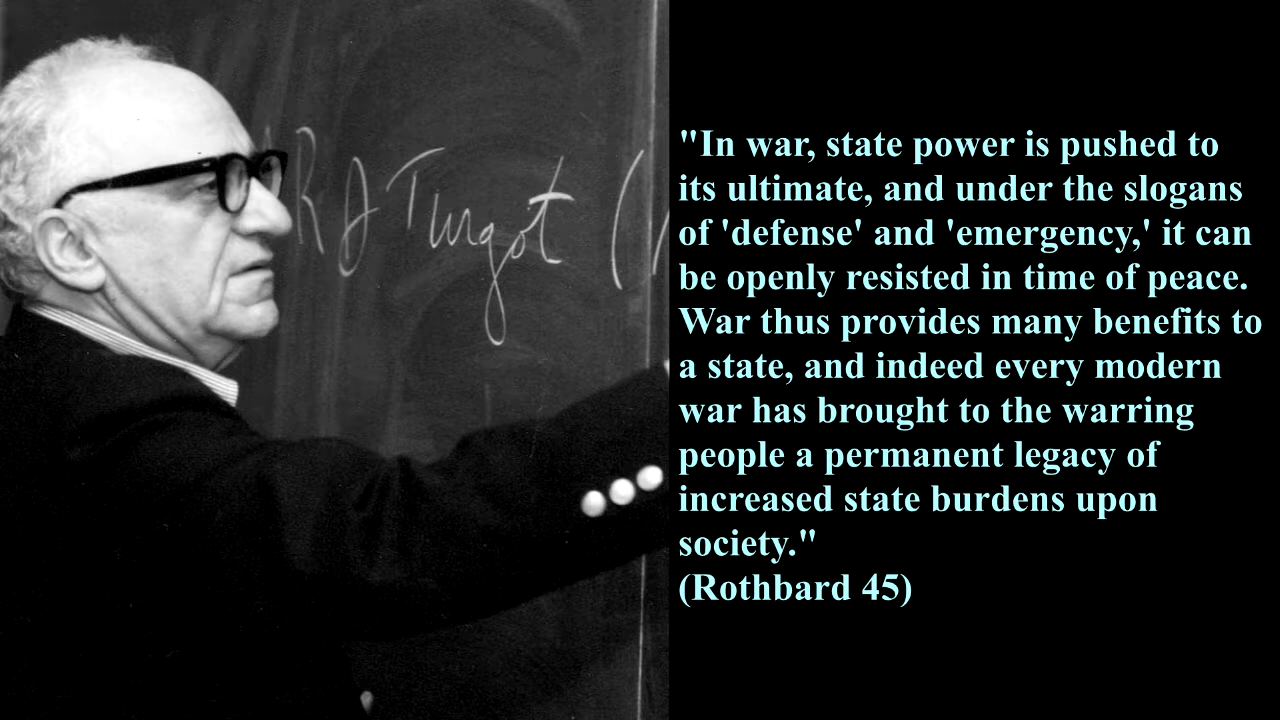 R J Turgot (
"In war, state power is pushed to
its ultimate, and under the slogans
of 'defense' and 'emergency,' it can
be openly resisted in time of peace.
War thus provides many benefits to
a state, and indeed every modern
war has brought to the warring
people a permanent legacy of
increased state burdens upon
society."
(Rothbard 45)